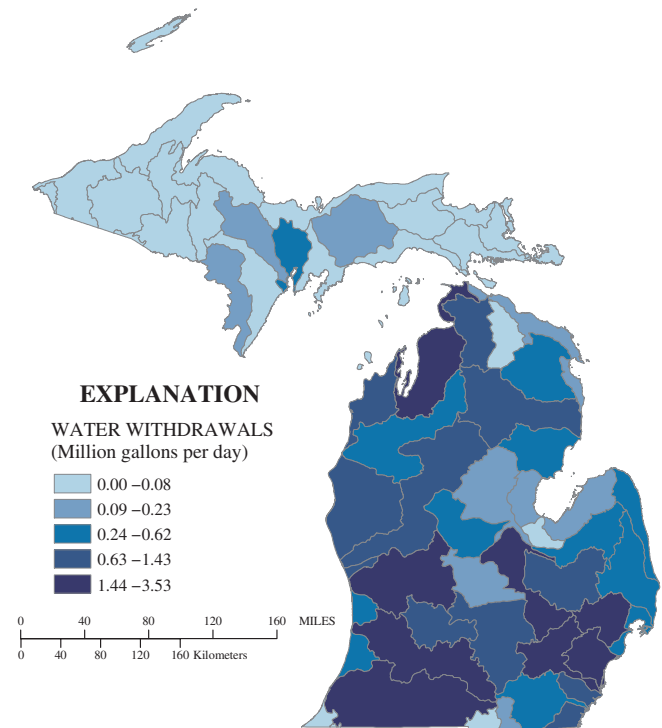 EXPLANATION
WATER WITHDRAWALS
(Million gallons per day)
0.00 –0.08
0.09 –0.23
0.24 –0.62
0.63 –1.43
1.44 –3.53
0 40 80 120 160 MILES
0 40 80 120 160 Kilometers